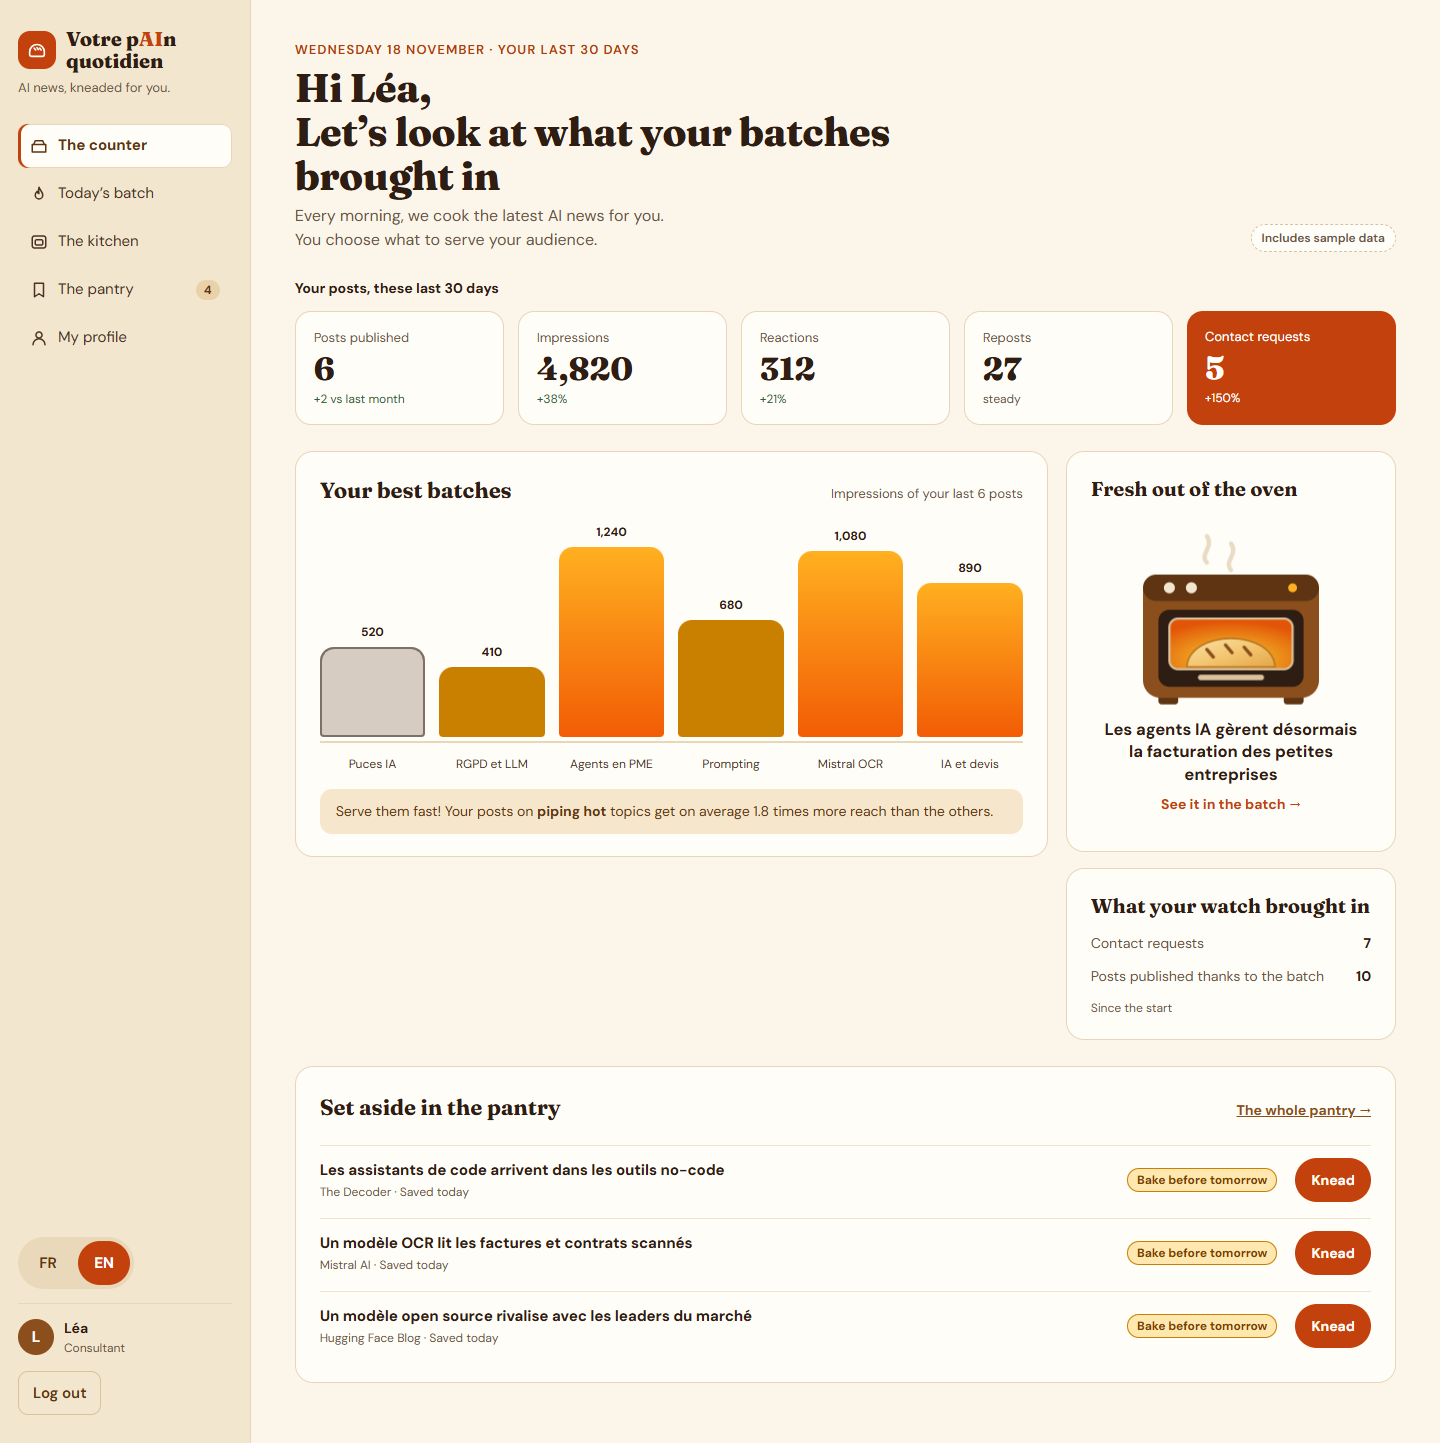 Votre pAIn
quotidien
AI news, kneaded for you.
The counter
Today's batch
The kitchen
The pantry 4
My profile
FR EN
L
Léa
Consultant
Log out
WEDNESDAY 18 NOVEMBER · YOUR LAST 30 DAYS
Hi Léa,
Let's look at what your batches
brought in
Every morning, we cook the latest AI news for you.
You choose what to serve your audience.
Includes sample data
Your posts, these last 30 days
Posts published
6
+2 vs last month
Impressions
4,820
+38%
Reactions
312
+21%
Reposts
27
steady
Contact requests
5
+150%
Your best batches
Impressions of your last 6 posts
520
410
1,240
680
1,080
890
Puces IA
RGPD et LLM
Agents en PME
Prompting
Mistral OCR
IA et devis
Serve them fast! Your posts on piping hot topics get on average 1.8 times more reach than the others.
Fresh out of the oven
Les agents IA gèrent désormais
la facturation des petites
entreprises
See it in the batch →
What your watch brought in
Contact requests 7
Posts published thanks to the batch 10
Since the start
Set aside in the pantry
The whole pantry →
Les assistants de code arrivent dans les outils no-code
The Decoder · Saved today
Bake before tomorrow
Knead
Un modèle OCR lit les factures et contrats scannés
Mistral AI · Saved today
Bake before tomorrow
Knead
Un modèle open source rivalise avec les leaders du marché
Hugging Face Blog · Saved today
Bake before tomorrow
Knead